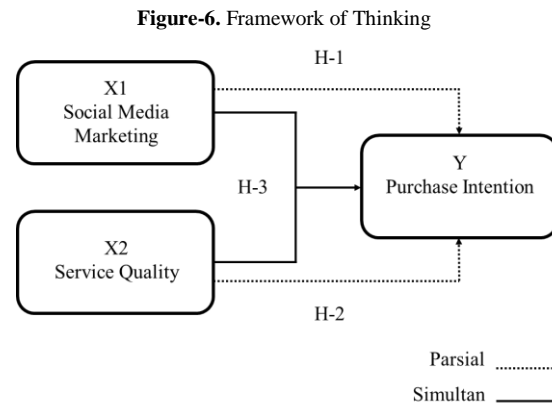 Figure-6. Framework of Thinking
H-1
X1
Social Media
Marketing
Y
Purchase Intention
H-3
X2
Service Quality
H-2
Parsial
Simultan